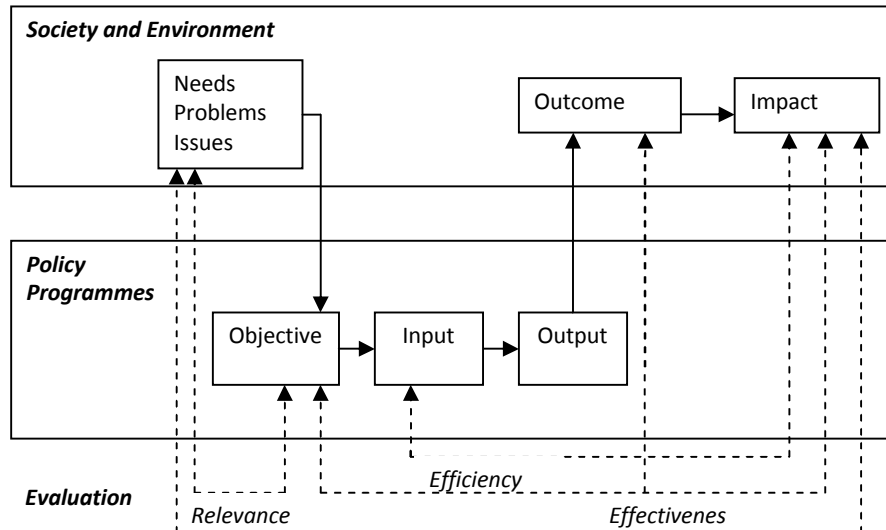 Society and Environment
Needs
Problems
Issues
Outcome
Impact
Policy
Programmes
Objective
Input
Output
Efficiency
Evaluation
Relevance
Effectivenes